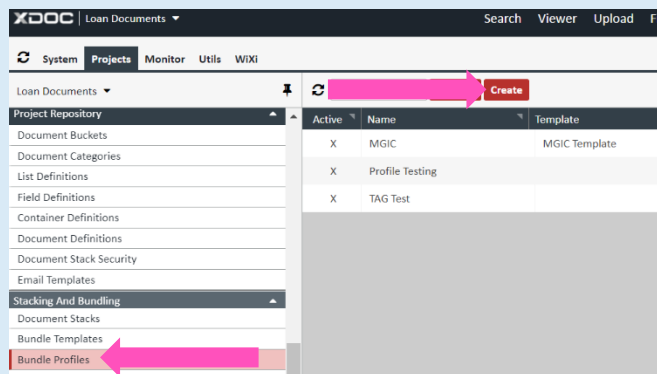 XDOC Loan Documents Search Viewer Upload
System Projects Monitor Utils WiXi
Loan Documents
Create
Project Repository
Document Buckets
Document Categories
List Definitions
Field Definitions
Container Definitions
Document Definitions
Document Stack Security
Email Templates
Stacking And Bundling
Document Stacks
Bundle Templates
Bundle Profiles
Active Name Template
X MGIC MGIC Template
X Profile Testing
X TAG Test